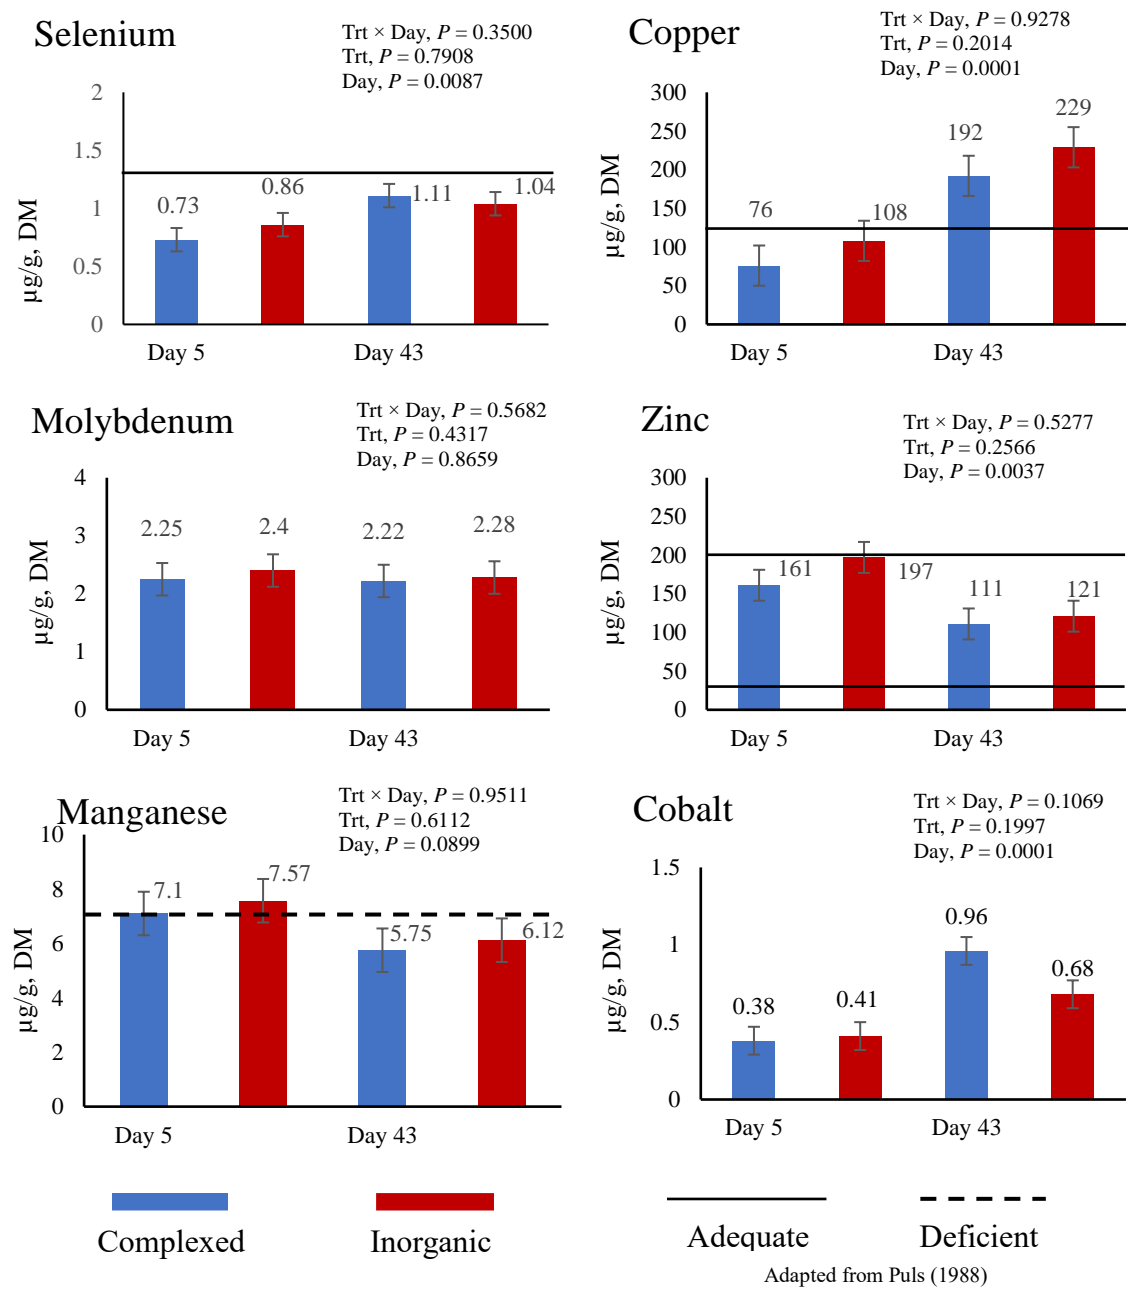 Selenium
Trt × Day, P = 0.3500
Trt, P = 0.7908
Day, P = 0.0087
2
1.5
1
0.5
0
µg/g, DM
0.73
0.86
1.11
1.04
Day 5
Day 43
Copper
Trt × Day, P = 0.9278
Trt, P = 0.2014
Day, P = 0.0001
300
250
200
150
100
50
0
µg/g, DM
76
108
192
229
Day 5
Day 43
Molybdenum
Trt × Day, P = 0.5682
Trt, P = 0.4317
Day, P = 0.8659
4
3
2
1
0
µg/g, DM
2.25
2.4
2.22
2.28
Day 5
Day 43
Zinc
Trt × Day, P = 0.5277
Trt, P = 0.2566
Day, P = 0.0037
300
250
200
150
100
50
0
µg/g, DM
161
197
111
121
Day 5
Day 43
Manganese
Trt × Day, P = 0.9511
Trt, P = 0.6112
Day, P = 0.0899
10
8
6
4
2
0
µg/g, DM
7.1
7.57
5.75
6.12
Day 5
Day 43
Cobalt
Trt × Day, P = 0.1069
Trt, P = 0.1997
Day, P = 0.0001
1.5
1
0.5
0
µg/g, DM
0.38
0.41
0.96
0.68
Day 5
Day 43
Complexed
Inorganic
Adequate
Deficient
Adapted from Puls (1988)